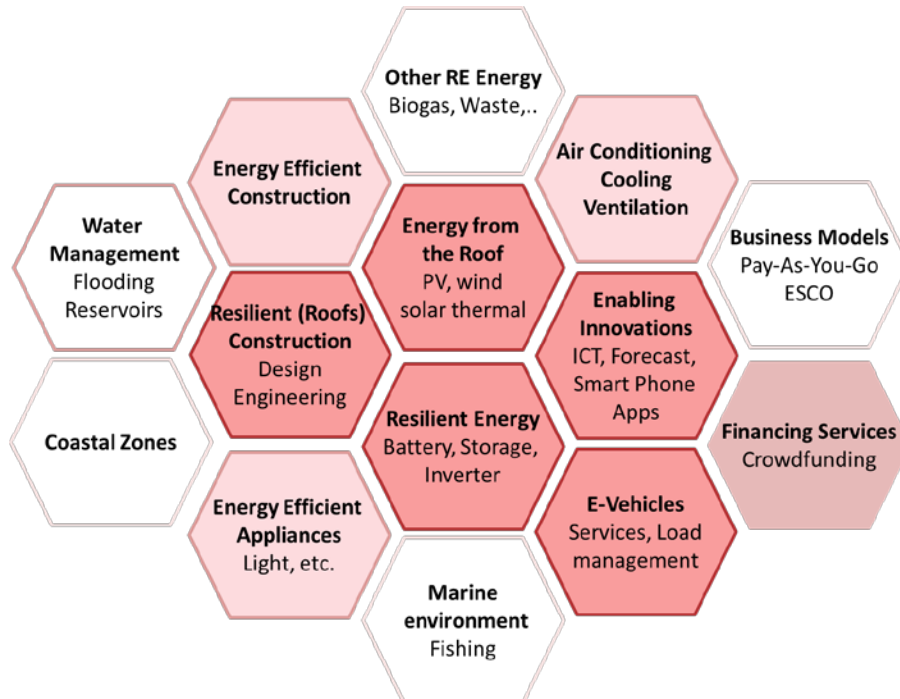 Other RE Energy
Biogas, Waste,..
Energy Efficient
Construction
Air Conditioning
Cooling
Ventilation
Water
Management
Flooding
Reservoirs
Energy from
the Roof
PV, wind
solar thermal
Business Models
Pay-As-You-Go
ESCO
Resilient (Roofs)
Construction
Design
Engineering
Enabling
Innovations
ICT, Forecast,
Smart Phone
Apps
Coastal Zones
Resilient Energy
Battery, Storage,
Inverter
Financing Services
Crowdfunding
Energy Efficient
Appliances
Light, etc.
E-Vehicles
Services, Load
management
Marine
environment
Fishing